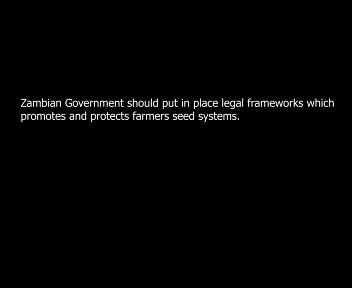 Zambian Government should put in place legal frameworks which
promotes and protects farmers seed systems.